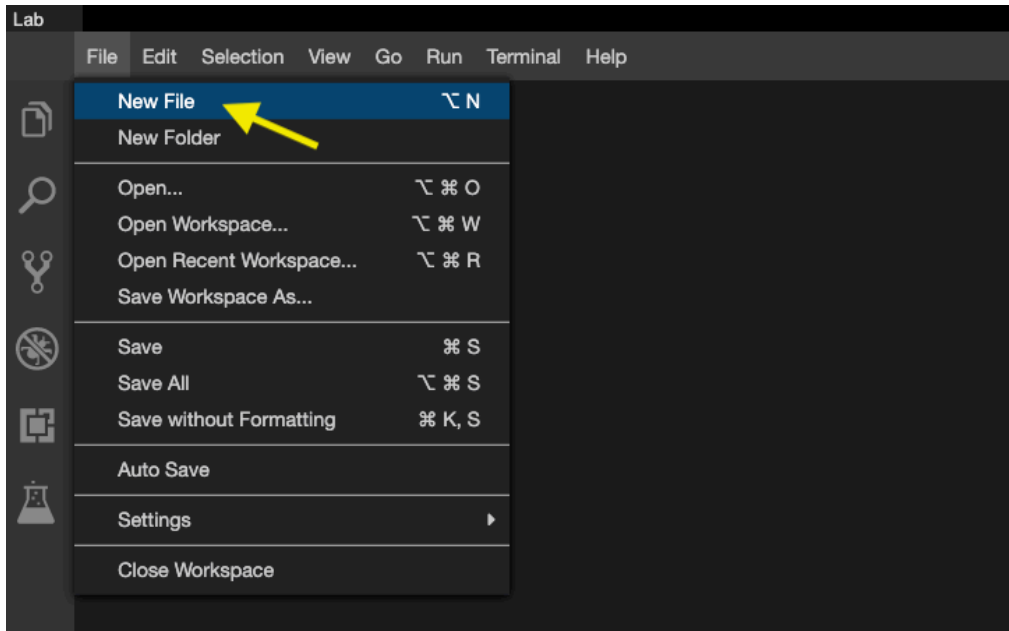 Lab
File Edit Selection View Go Run Terminal Help
New File ⌥ N
New Folder
Open... ⌥ ⌘ O
Open Workspace... ⌥ ⌘ W
Open Recent Workspace... ⌥ ⌘ R
Save Workspace As...
Save ⌘ S
Save All ⌥ ⌘ S
Save without Formatting ⌘ K, S
Auto Save
Settings
Close Workspace